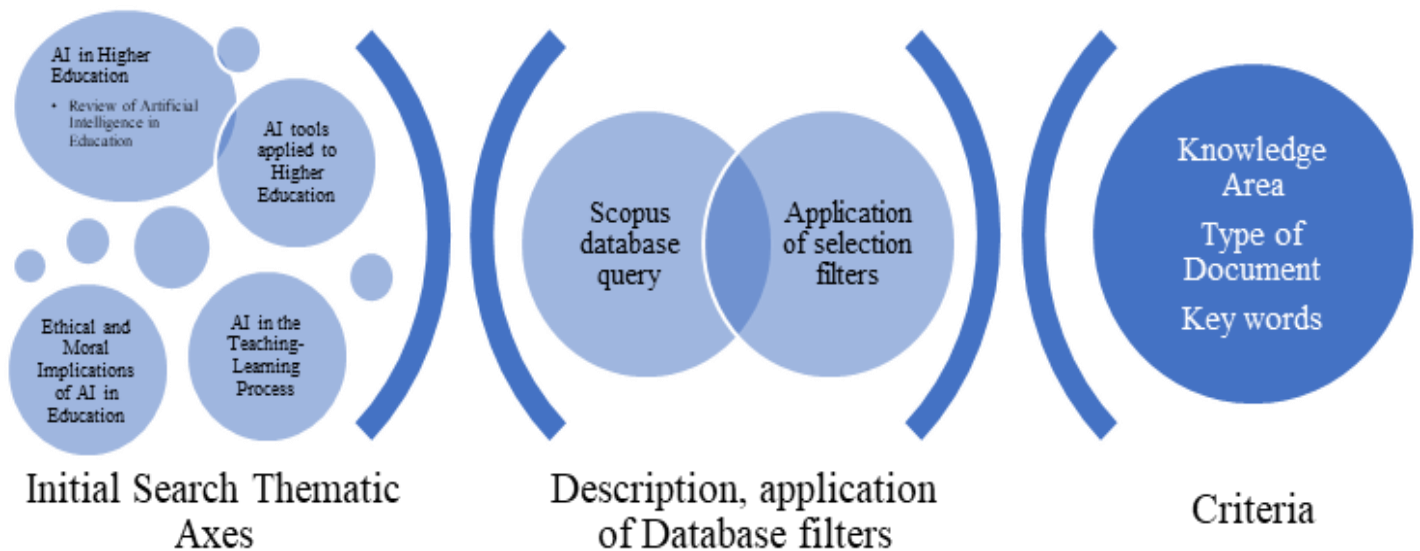 AI in Higher
Education
• Review of Artificial
Intelligence in
Education
AI tools
applied to
Higher
Education
Ethical and
Moral
Implications
of AI in
Education
AI in the
Teaching-
Learning
Process
Initial Search Thematic
Axes
Scopus
database
query
Application
of selection
filters
Description, application
of Database filters
Knowledge
Area
Type of
Document
Key words
Criteria